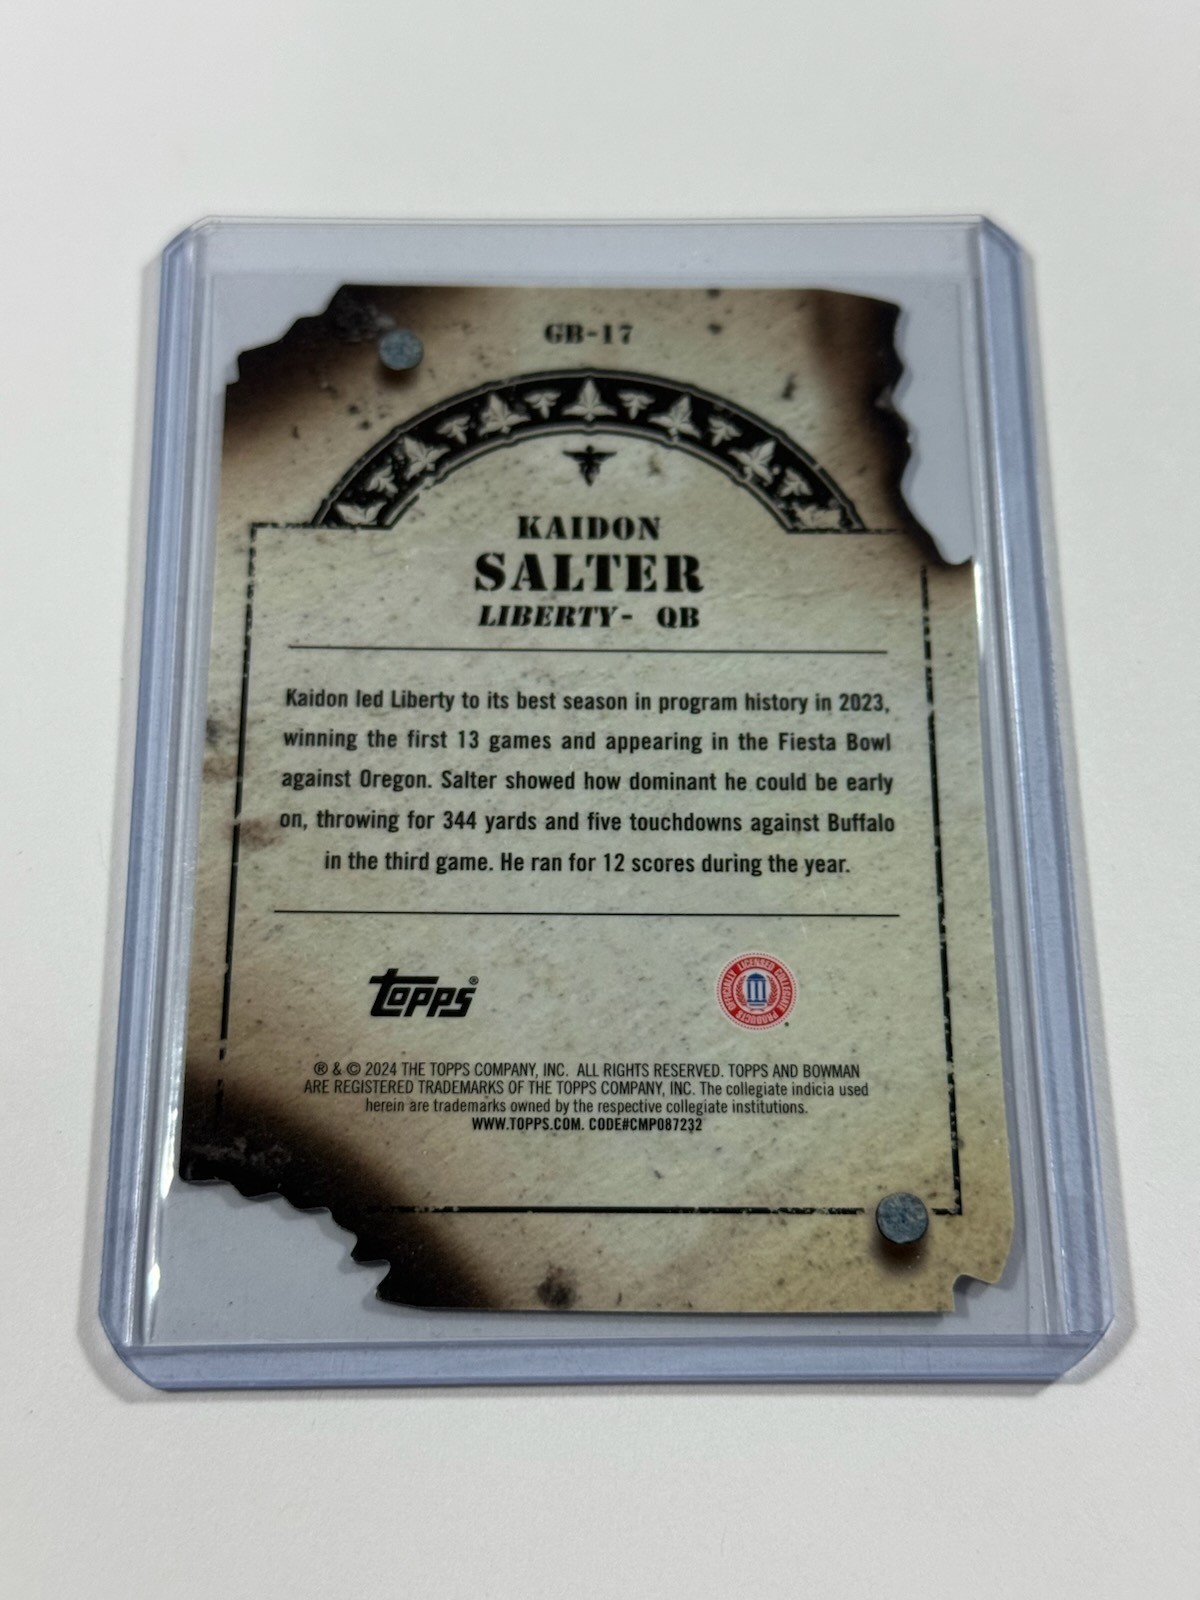 GB-17
KAIDON
SALTER
LIBERTY- QB
Kaidon led Liberty to its best season in program history in 2023,
winning the first 13 games and appearing in the Fiesta Bowl
against Oregon. Salter showed how dominant he could be early
on, throwing for 344 yards and five touchdowns against Buffalo
in the third game. He ran for 12 scores during the year.
topps®
OFFICIALLY LICENSED COLLEGIATE PRODUCTS
® & © 2024 THE TOPPS COMPANY, INC. ALL RIGHTS RESERVED. TOPPS AND BOWMAN
ARE REGISTERED TRADEMARKS OF THE TOPPS COMPANY, INC. The collegiate indicia used
herein are trademarks owned by the respective collegiate institutions.
WWW.TOPPS.COM. CODE#CMP087232